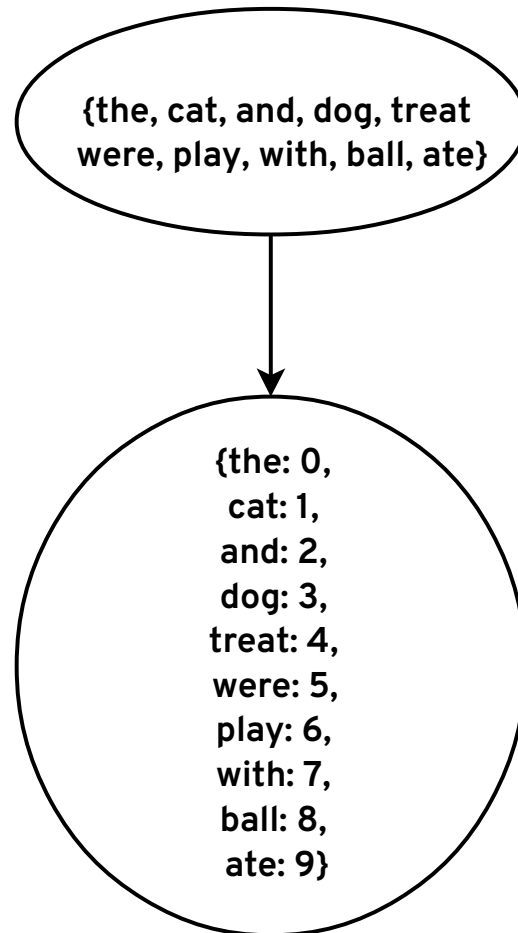 {the, cat, and, dog, treat
were, play, with, ball, ate}
{the: 0,
cat: 1,
and: 2,
dog: 3,
treat: 4,
were: 5,
play: 6,
with: 7,
ball: 8,
ate: 9}